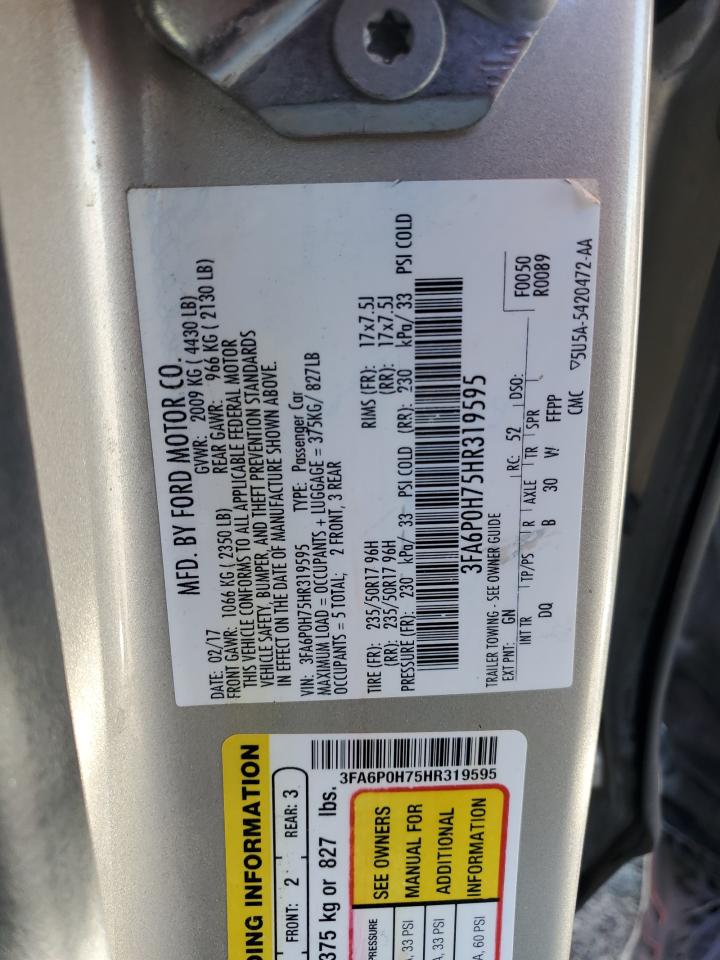 MFD. BY FORD MOTOR CO.
DATE: 02/17 GVWR: 2009 KG ( 4430 LB)
FRONT GAWR: 1066 KG ( 2350 LB) REAR GAWR: 966 KG ( 2130 LB)
THIS VEHICLE CONFORMS TO ALL APPLICABLE FEDERAL MOTOR
VEHICLE SAFETY, BUMPER, AND THEFT PREVENTION STANDARDS
IN EFFECT ON THE DATE OF MANUFACTURE SHOWN ABOVE.
VIN: 3FA6P0H75HR319595 TYPE: Passenger Car
MAXIMUM LOAD = OCCUPANTS + LUGGAGE = 375KG/ 827LB
OCCUPANTS = 5 TOTAL: 2 FRONT, 3 REAR
TIRE (FR): 235/50R17 96H RIMS (FR): 17x7.5J
(RR): 235/50R17 96H (RR): 17x7.5J
PRESSURE (FR): 230 kPa/ 33 PSI COLD (RR): 230 kPa/ 33 PSI COLD
3FA6P0H75HR319595
TRAILER TOWING - SEE OWNER GUIDE
EXT PNT: GN RC: 52 DSO: F0050
R0089
INT TR TP/PS R AXLE TR SPR
DQ B 30 W FFPP
CMC ▽5U5A-5420472-AA
3FA6P0H75HR319595
DING INFORMATION
FRONT: 2 REAR: 3
375 kg or 827 lbs.
PRESSURE SEE OWNERS
A, 33 PSI MANUAL FOR
A, 33 PSI ADDITIONAL
A, 60 PSI INFORMATION